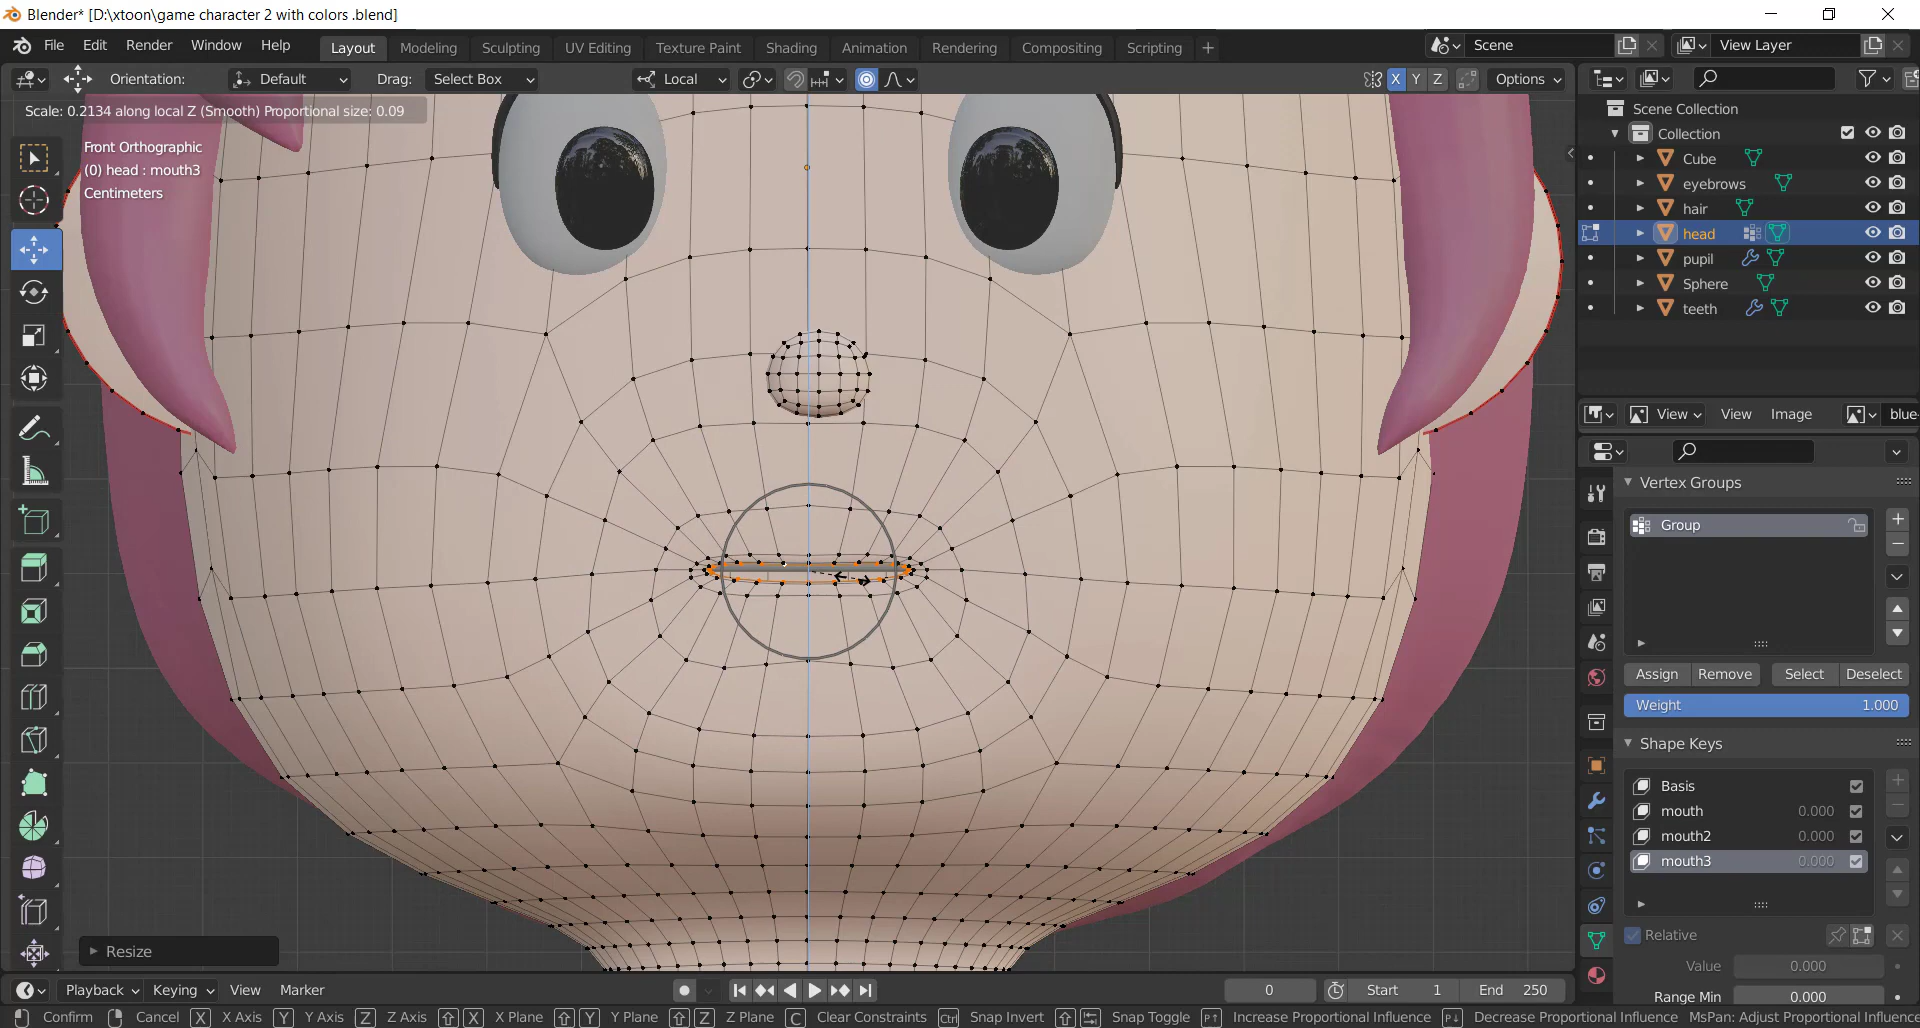 Blender* [D:\xtoon\game character 2 with colors .blend]
File Edit Render Window Help Layout Modeling Sculpting UV Editing Texture Paint Shading Animation Rendering Compositing Scripting + Scene View Layer
Orientation: Default Drag: Select Box Local X Y Z Options
Scale: 0.2134 along local Z (Smooth) Proportional size: 0.09
Front Orthographic
(0) head : mouth3
Centimeters
Scene Collection
Collection
Cube
eyebrows
hair
head
pupil
Sphere
teeth
View View Image blue-
Vertex Groups
Group
Assign Remove Select Deselect
Weight 1.000
Shape Keys
Basis
mouth 0.000
mouth2 0.000
mouth3 0.000
Relative
Value 0.000
Range Min 0.000
Resize
Playback Keying View Marker 0 Start 1 End 250
Confirm Cancel X X Axis Y Y Axis Z Z Axis X X Plane Y Y Plane Z Z Plane C Clear Constraints Ctrl Snap Invert Snap Toggle P↑ Increase Proportional Influence P↓ Decrease Proportional Influence MsPan: Adjust Proportional Influence